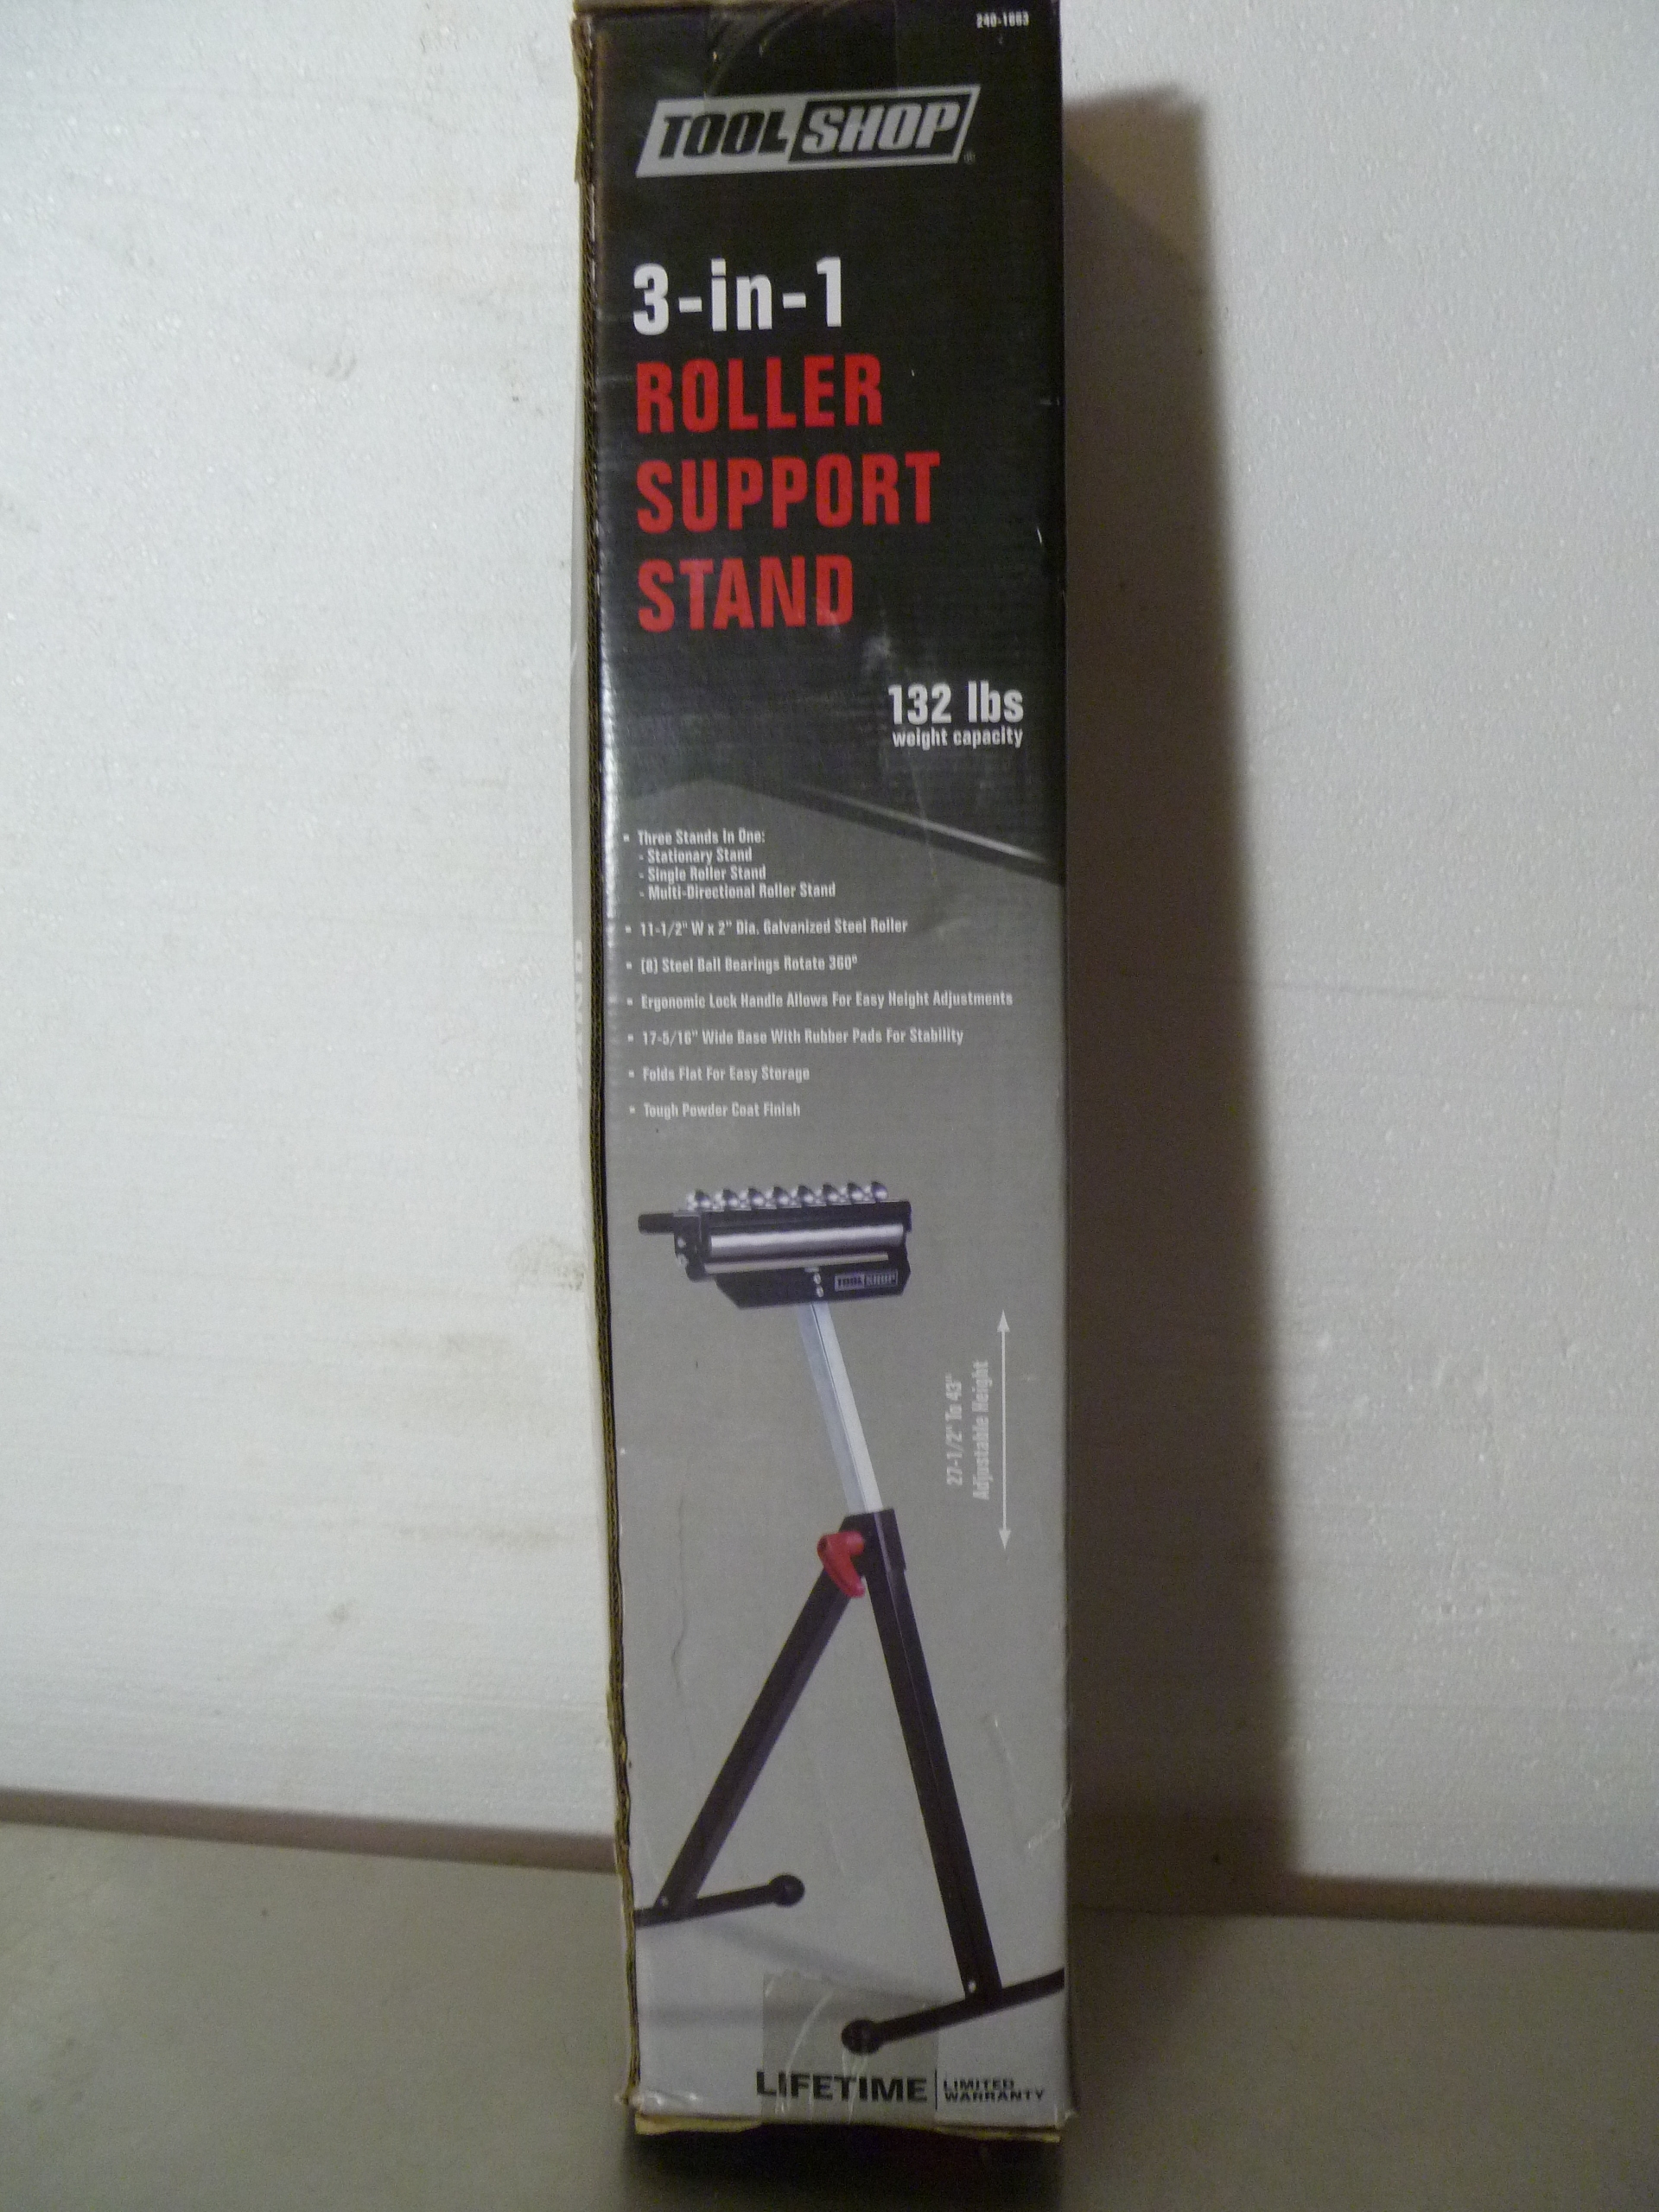 240-1663
TOOL SHOP®
3-in-1
ROLLER
SUPPORT
STAND
132 lbs
weight capacity
▪ Three Stands In One:
- Stationary Stand
- Single Roller Stand
- Multi-Directional Roller Stand
▪ 11-1/2" W x 2" Dia. Galvanized Steel Roller
▪ (8) Steel Ball Bearings Rotate 360°
▪ Ergonomic Lock Handle Allows For Easy Height Adjustments
▪ 17-5/16" Wide Base With Rubber Pads For Stability
▪ Folds Flat For Easy Storage
▪ Tough Powder Coat Finish
TOOL SHOP
27-1/2" To 43"
Adjustable Height
LIFETIME
LIMITED
WARRANTY